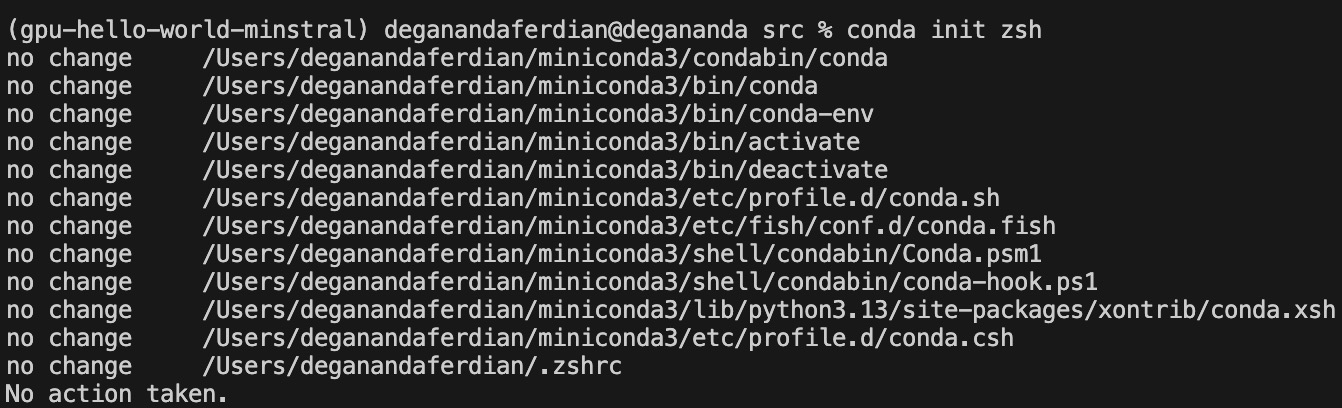 (gpu-hello-world-minstral) deganandaferdian@degananda src % conda init zsh
no change     /Users/deganandaferdian/miniconda3/condabin/conda
no change     /Users/deganandaferdian/miniconda3/bin/conda
no change     /Users/deganandaferdian/miniconda3/bin/conda-env
no change     /Users/deganandaferdian/miniconda3/bin/activate
no change     /Users/deganandaferdian/miniconda3/bin/deactivate
no change     /Users/deganandaferdian/miniconda3/etc/profile.d/conda.sh
no change     /Users/deganandaferdian/miniconda3/etc/fish/conf.d/conda.fish
no change     /Users/deganandaferdian/miniconda3/shell/condabin/Conda.psm1
no change     /Users/deganandaferdian/miniconda3/shell/condabin/conda-hook.ps1
no change     /Users/deganandaferdian/miniconda3/lib/python3.13/site-packages/xontrib/conda.xsh
no change     /Users/deganandaferdian/miniconda3/etc/profile.d/conda.csh
no change     /Users/deganandaferdian/.zshrc
No action taken.